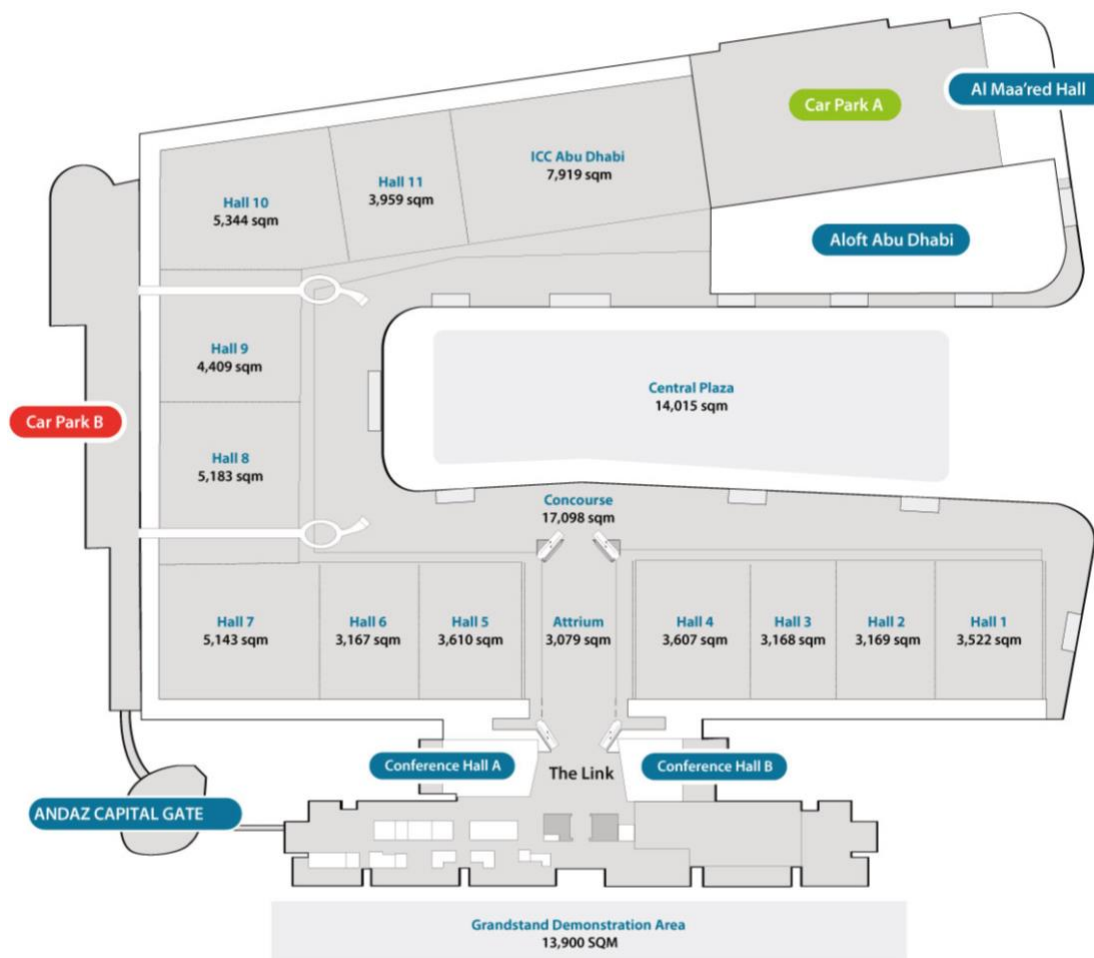 Al Maa'red Hall
Car Park A
ICC Abu Dhabi
7,919 sqm
Hall 11
3,959 sqm
Hall 10
5,344 sqm
Aloft Abu Dhabi
Hall 9
4,409 sqm
Central Plaza
14,015 sqm
Car Park B
Hall 8
5,183 sqm
Concourse
17,098 sqm
Hall 7
5,143 sqm
Hall 6
3,167 sqm
Hall 5
3,610 sqm
Attrium
3,079 sqm
Hall 4
3,607 sqm
Hall 3
3,168 sqm
Hall 2
3,169 sqm
Hall 1
3,522 sqm
Conference Hall A
The Link
Conference Hall B
ANDAZ CAPITAL GATE
Grandstand Demonstration Area
13,900 SQM